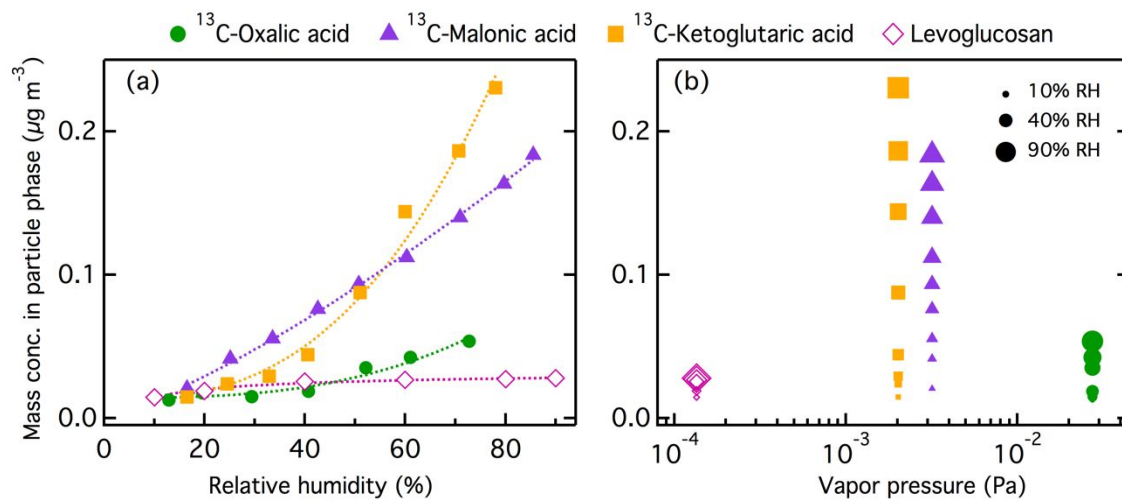 ¹³C-Oxalic acid ¹³C-Malonic acid ¹³C-Ketoglutaric acid Levoglucosan
(a)
Mass conc. in particle phase (µg m⁻³)
0.2
0.1
0.0
0 20 40 60 80
Relative humidity (%)
(b)
10% RH
40% RH
90% RH
0.2
0.1
0.0
10⁻⁴ 10⁻³ 10⁻²
Vapor pressure (Pa)